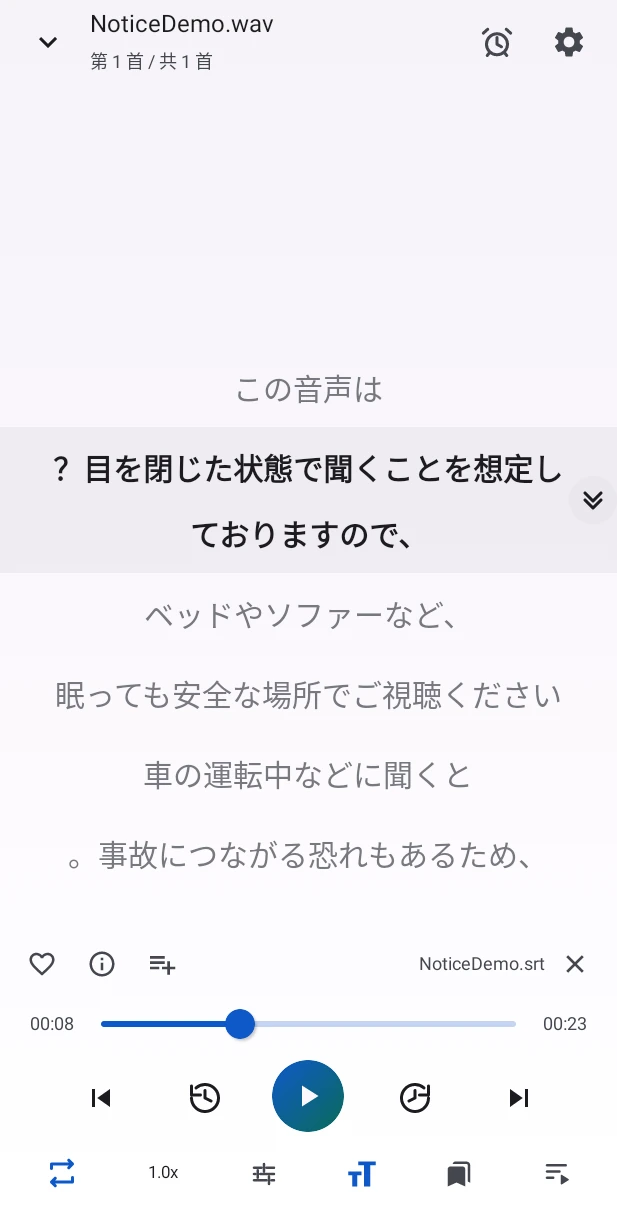 NoticeDemo.wav
第1首/共1首
この音声は
？目を閉じた状態で聞くことを想定し
ておりますので、
ベッドやソファーなど、
眠っても安全な場所でご視聴ください
車の運転中などに聞くと
。事故につながる恐れもあるため、
NoticeDemo.srt
00:08
00:23
1.0x
TT